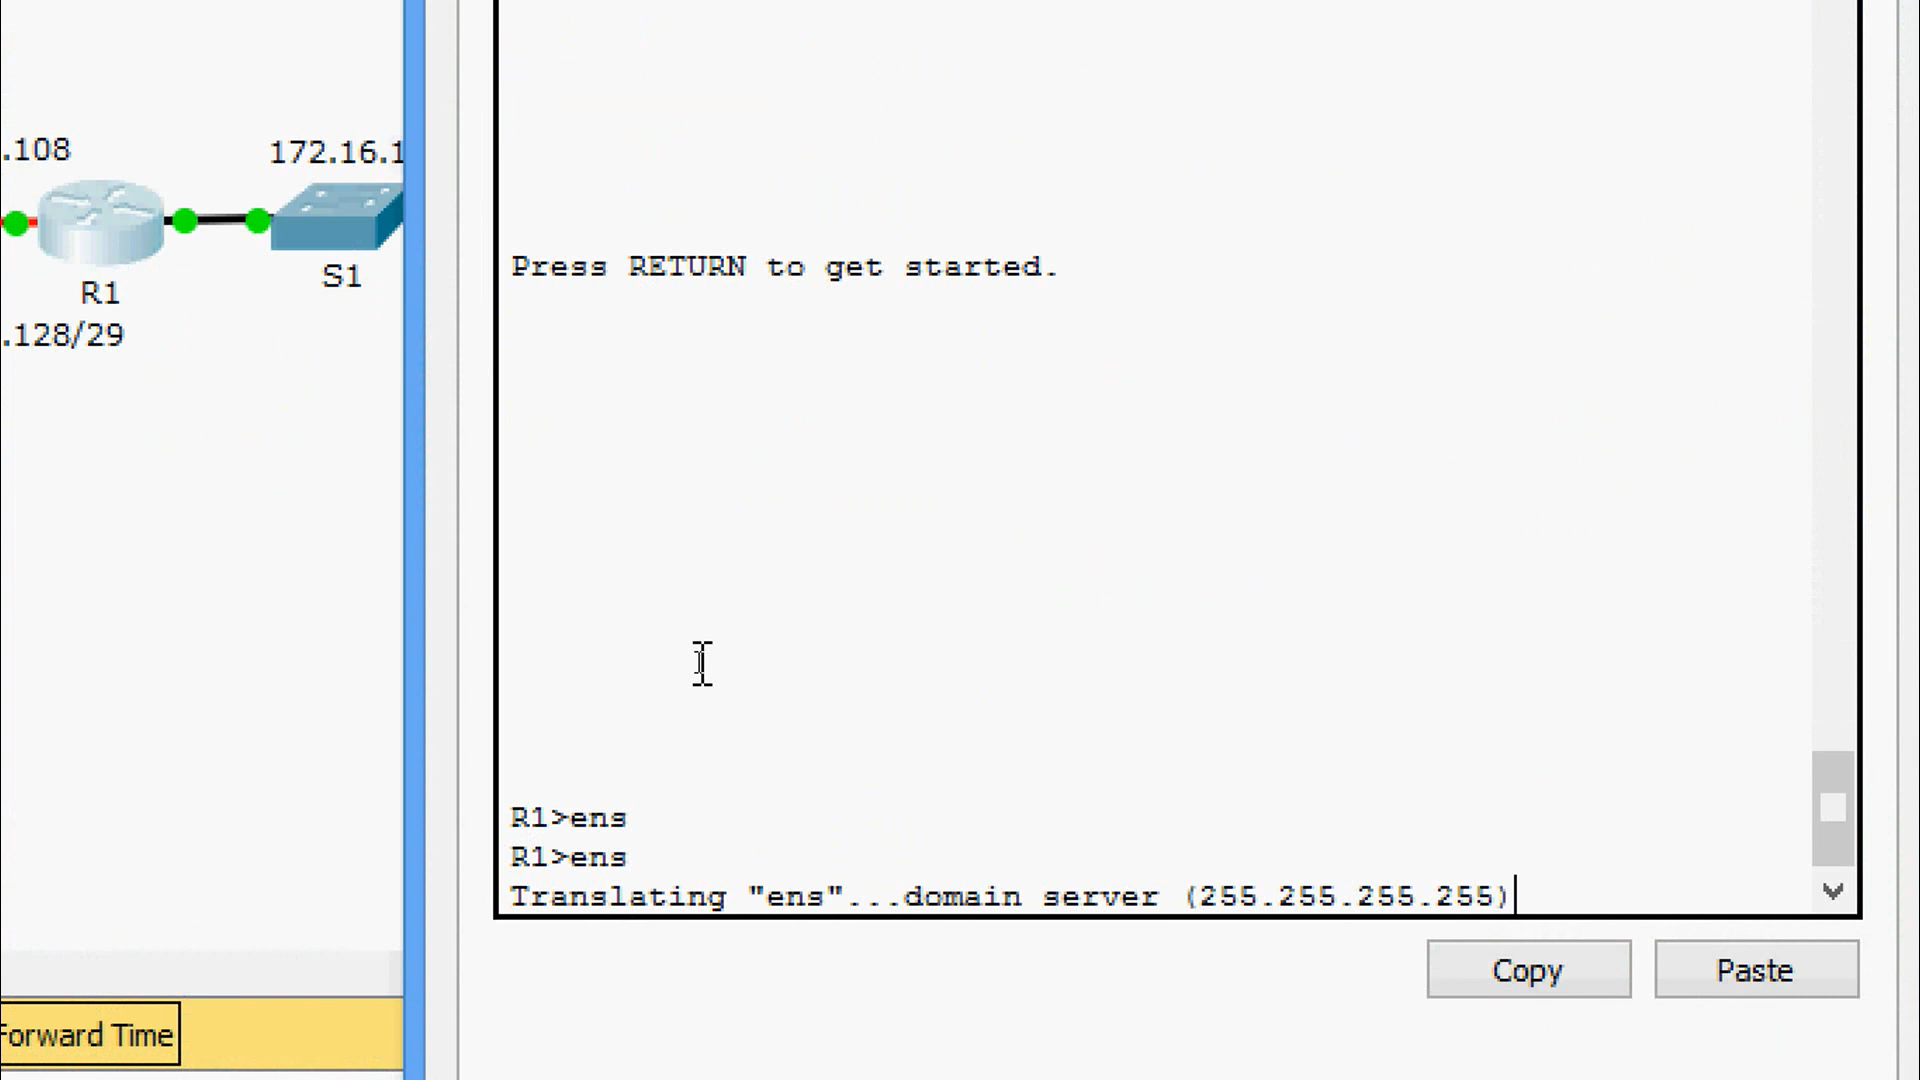 .108
172.16.1
R1
S1
.128/29
Press RETURN to get started.
R1>ens
R1>ens
Translating "ens"...domain server (255.255.255.255)
Copy
Paste
Forward Time